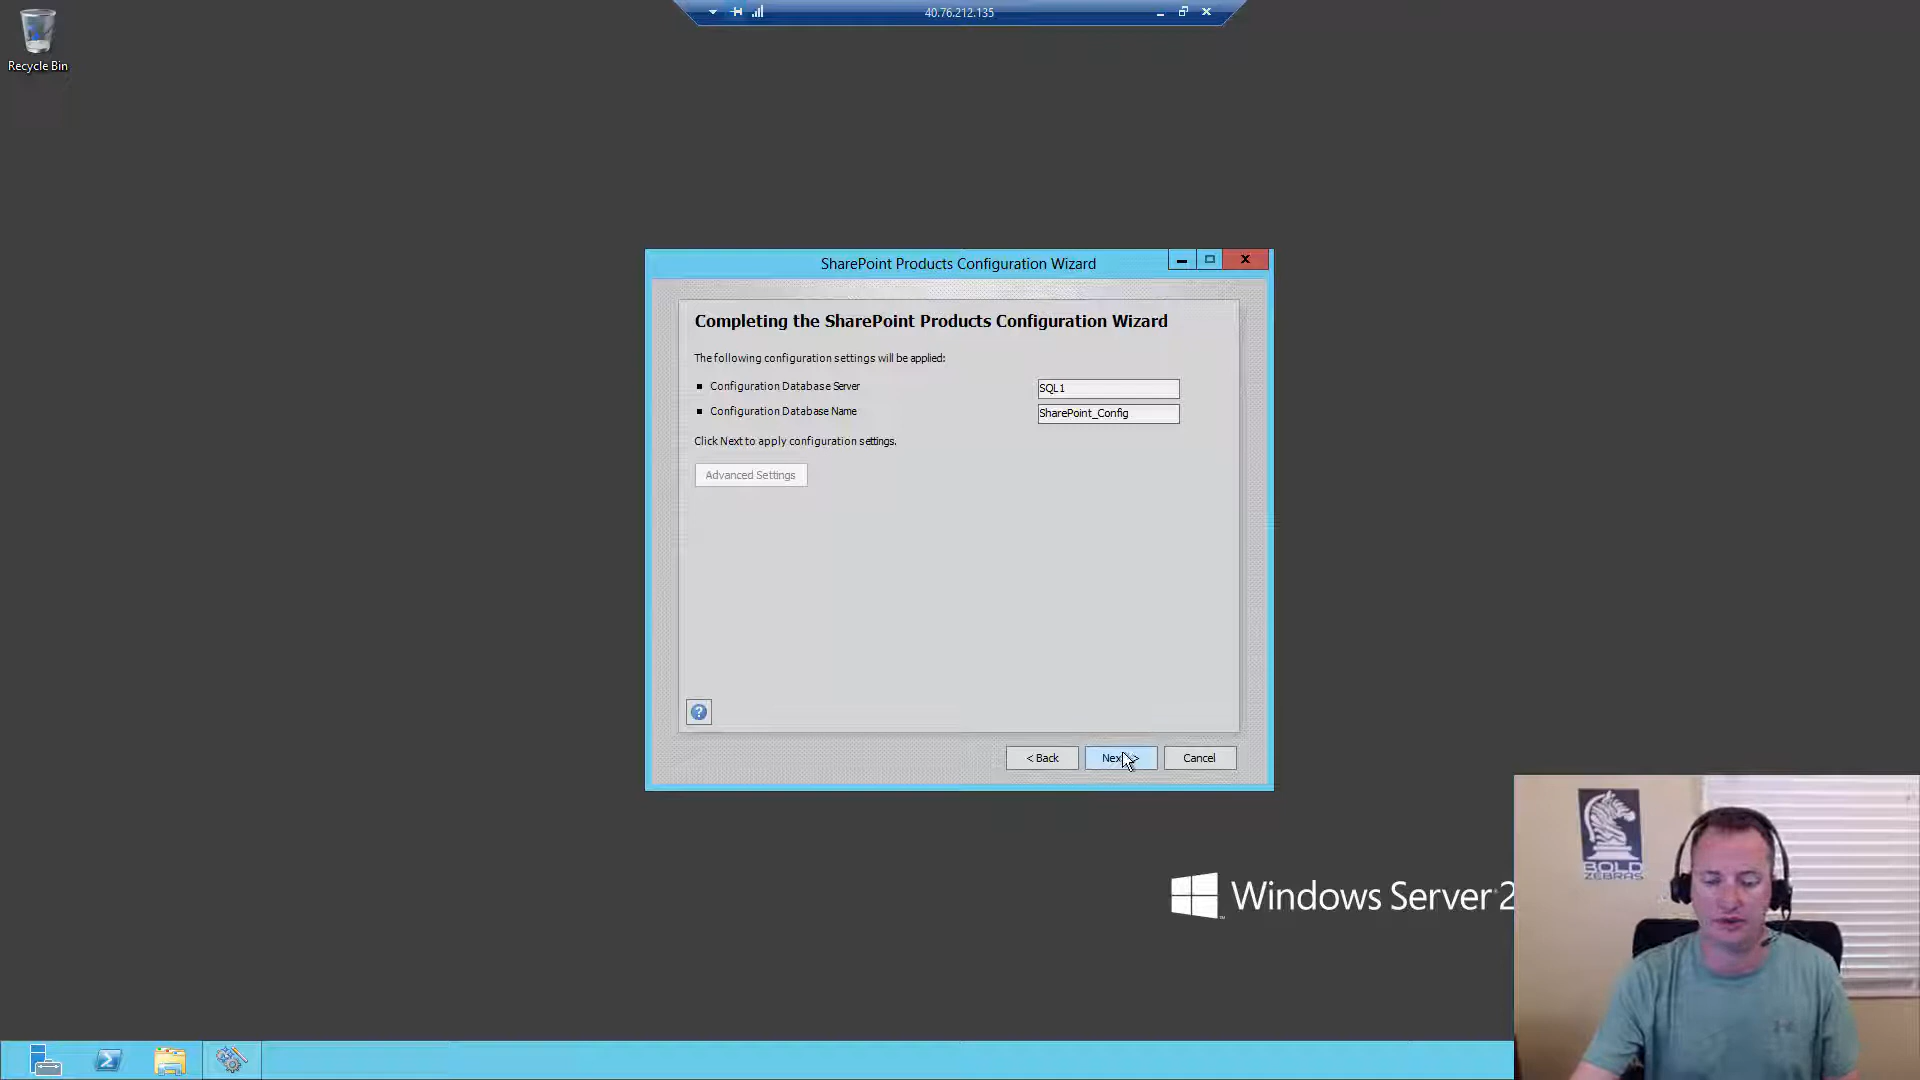 40.76.212.135
Recycle Bin
SharePoint Products Configuration Wizard
Completing the SharePoint Products Configuration Wizard
The following configuration settings will be applied:
Configuration Database Server
SQL1
Configuration Database Name
SharePoint_Config
Click Next to apply configuration settings.
Advanced Settings
?
< Back
Next >
Cancel
Windows Server 2
BOLD
ZEBRAS